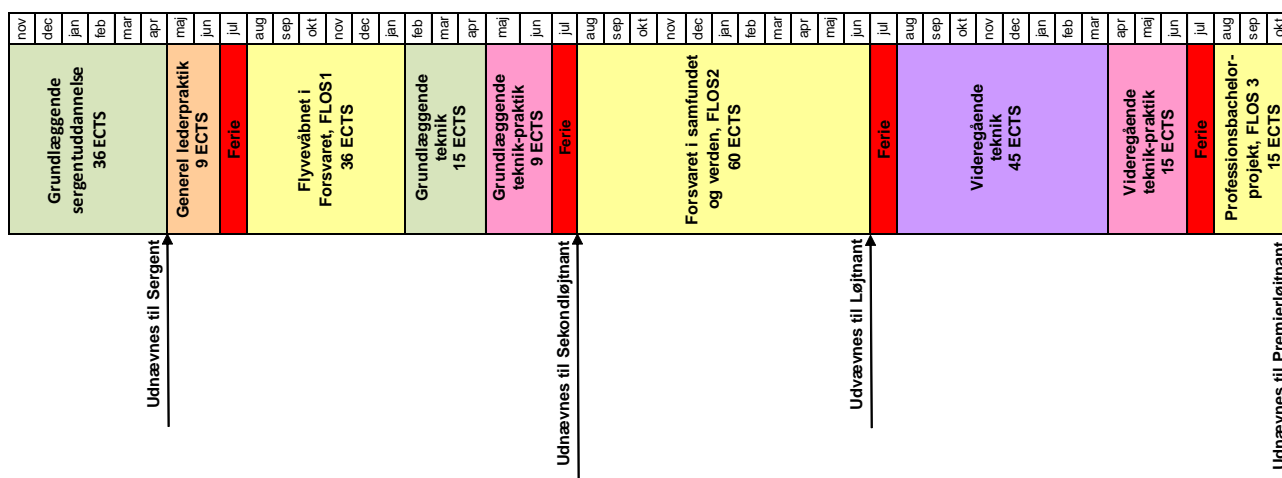 nov
dec
jan
feb
mar
apr
maj
jun
jul
aug
sep
okt
nov
dec
jan
feb
mar
apr
maj
jun
jul
aug
sep
okt
nov
dec
jan
feb
mar
apr
maj
jun
jul
aug
sep
okt
nov
dec
jan
feb
mar
apr
maj
jun
jul
aug
sep
okt
Grundlæggende
sergentuddannelse
36 ECTS
Generel lederpraktik
9 ECTS
Ferie
Flyvevåbnet i
Forsvaret, FLOS1
36 ECTS
Grundlæggende
teknik
15 ECTS
Grundlæggende
teknik-praktik
9 ECTS
Ferie
Forsvaret i samfundet
og verden, FLOS2
60 ECTS
Ferie
Videregående
teknik
45 ECTS
Videregående
teknik-praktik
15 ECTS
Ferie
Professionsbachelor-
projekt, FLOS 3
15 ECTS
Udnævnes til Sergent
Udnævnes til Sekondløjtnant
Udvævnes til Løjtnant
Udnævnes til Premierløjtnant